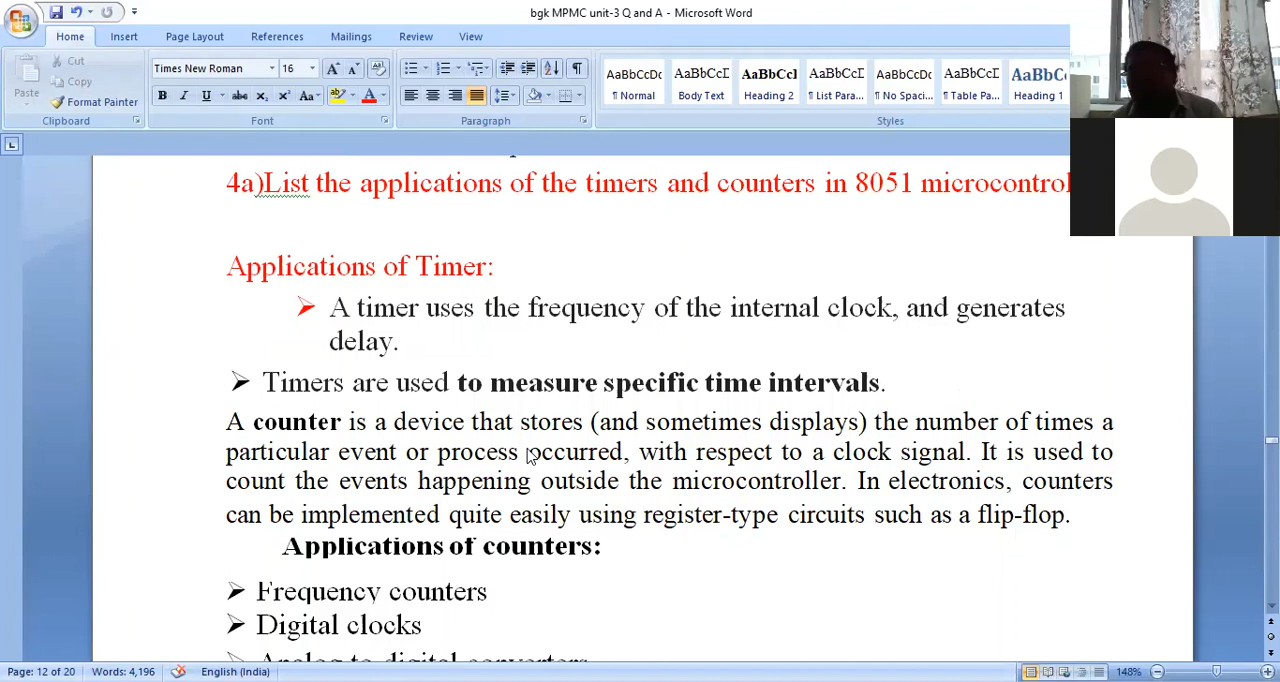 bgk MPMC unit-3 Q and A - Microsoft Word
Home Insert Page Layout References Mailings Review View
Cut
Copy
Paste
Format Painter
Times New Roman 16
AaBbCcDc AaBbCcI AaBbCcl AaBbCcI AaBbCcDc AaBbCcI AaBbC
¶ Normal Body Text Heading 2 ¶ List Para... ¶ No Spaci... ¶ Table Pa... Heading 1
Clipboard Font Paragraph Styles
4a)List the applications of the timers and counters in 8051 microcontrol
Applications of Timer:
➢ A timer uses the frequency of the internal clock, and generates
delay.
➢ Timers are used to measure specific time intervals.
A counter is a device that stores (and sometimes displays) the number of times a
particular event or process occurred, with respect to a clock signal. It is used to
count the events happening outside the microcontroller. In electronics, counters
can be implemented quite easily using register-type circuits such as a flip-flop.
Applications of counters:
➢ Frequency counters
➢ Digital clocks
➢ Analog to digital converters
Page: 12 of 20 Words: 4,196 English (India) 148%